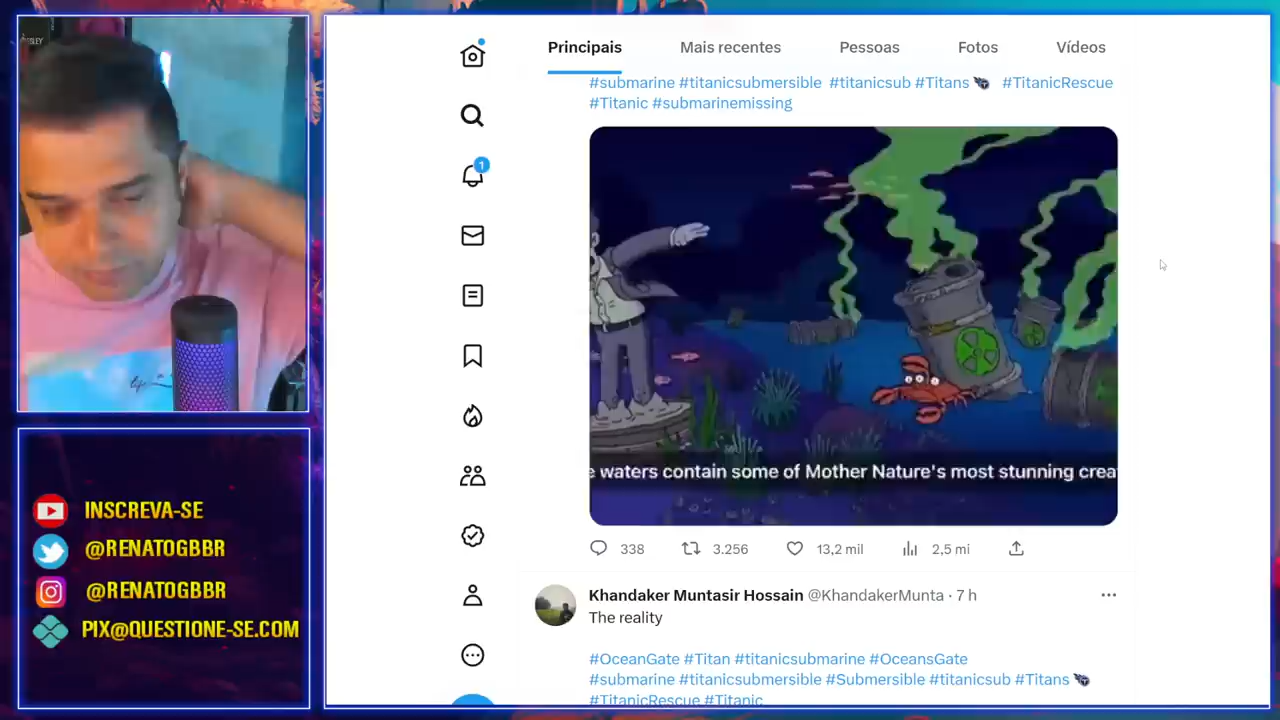 INSCREVA-SE
@RENATOGBBR
@RENATOGBBR
PIX@QUESTIONE-SE.COM
Principais Mais recentes Pessoas Fotos Vídeos
#submarine #titanicsubmersible #titanicsub #Titans #TitanicRescue
#Titanic #submarinemissing
waters contain some of Mother Nature's most stunning crea
338 3.256 13,2 mil 2,5 mi
1
Khandaker Muntasir Hossain @KhandakerMunta · 7 h
The reality
#OceanGate #Titan #titanicsubmarine #OceansGate
#submarine #titanicsubmersible #Submersible #titanicsub #Titans
#TitanicRescue #Titanic